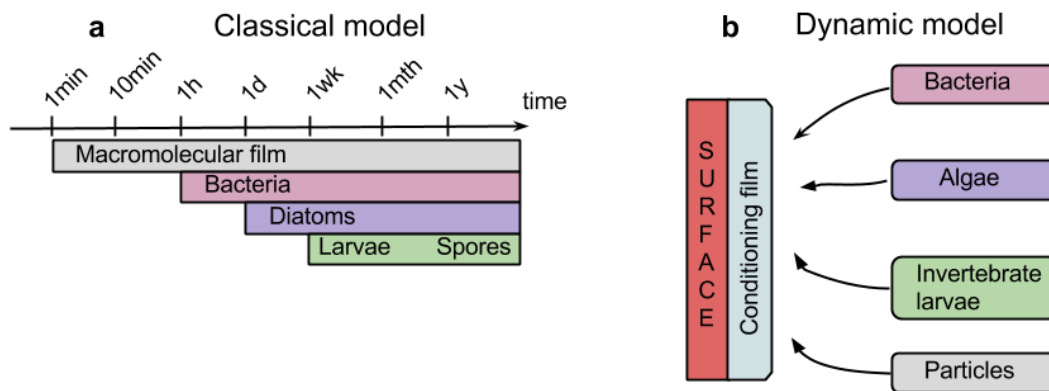 a Classical model
1min 10min 1h 1d 1wk 1mth 1y time
Macromolecular film
Bacteria
Diatoms
Larvae Spores
b Dynamic model
SURFACE
Conditioning film
Bacteria
Algae
Invertebrate
larvae
Particles